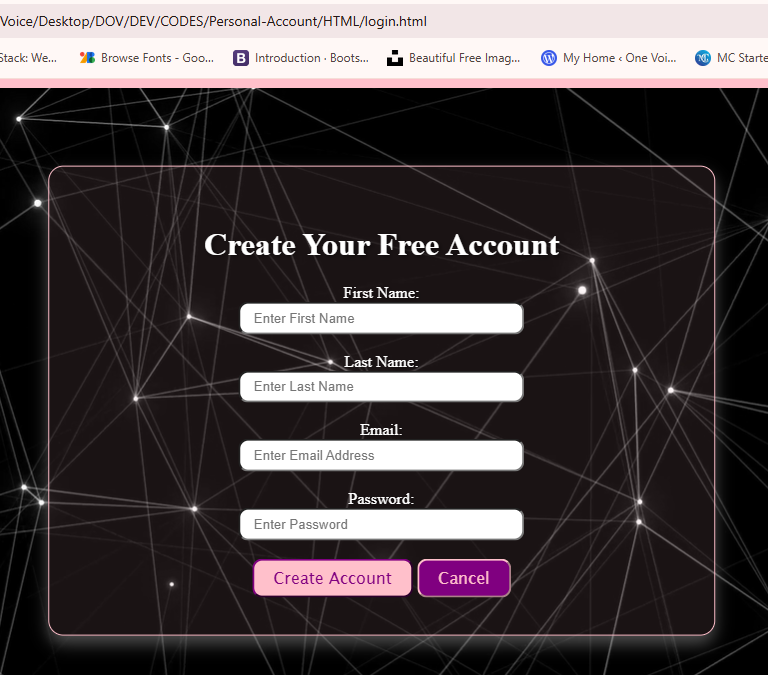 Voice/Desktop/DOV/DEV/CODES/Personal-Account/HTML/login.html
Stack: We... Browse Fonts - Goo... B Introduction · Boots... Beautiful Free Imag... My Home ‹ One Voi... MC MC Starte
Create Your Free Account
First Name:
Enter First Name
Last Name:
Enter Last Name
Email:
Enter Email Address
Password:
Enter Password
Create Account Cancel